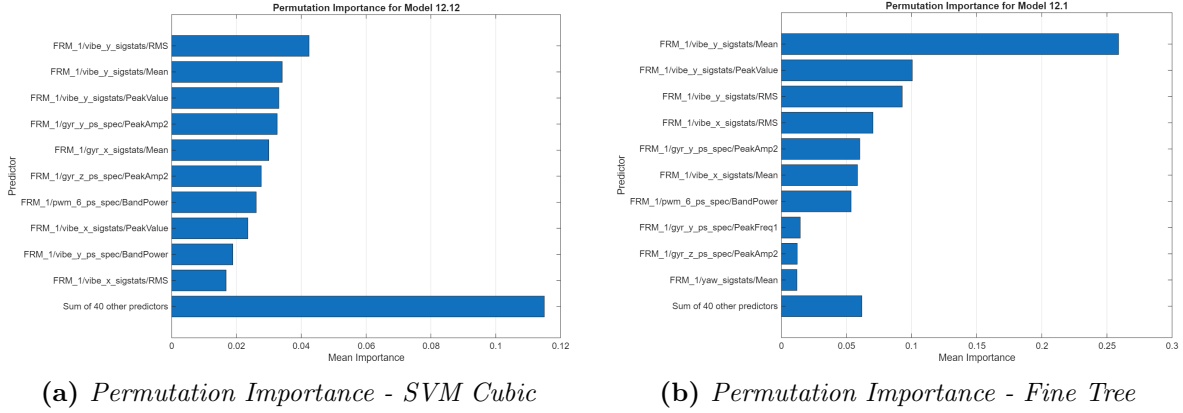 Permutation Importance for Model 12.12
FRM_1/vibe_y_sigstats/RMS
FRM_1/vibe_y_sigstats/Mean
FRM_1/vibe_y_sigstats/PeakValue
FRM_1/gyr_y_ps_spec/PeakAmp2
FRM_1/gyr_x_sigstats/Mean
FRM_1/gyr_z_ps_spec/PeakAmp2
FRM_1/pwm_6_ps_spec/BandPower
FRM_1/vibe_x_sigstats/PeakValue
FRM_1/vibe_y_ps_spec/BandPower
FRM_1/vibe_x_sigstats/RMS
Sum of 40 other predictors
Predictor
0 0.02 0.04 0.06 0.08 0.1 0.12
Mean Importance
(a) Permutation Importance - SVM Cubic
Permutation Importance for Model 12.1
FRM_1/vibe_y_sigstats/Mean
FRM_1/vibe_y_sigstats/PeakValue
FRM_1/vibe_y_sigstats/RMS
FRM_1/vibe_x_sigstats/RMS
FRM_1/gyr_y_ps_spec/PeakAmp2
FRM_1/vibe_x_sigstats/Mean
FRM_1/pwm_6_ps_spec/BandPower
FRM_1/gyr_y_ps_spec/PeakFreq1
FRM_1/gyr_z_ps_spec/PeakAmp2
FRM_1/yaw_sigstats/Mean
Sum of 40 other predictors
Predictor
0 0.05 0.1 0.15 0.2 0.25 0.3
Mean Importance
(b) Permutation Importance - Fine Tree